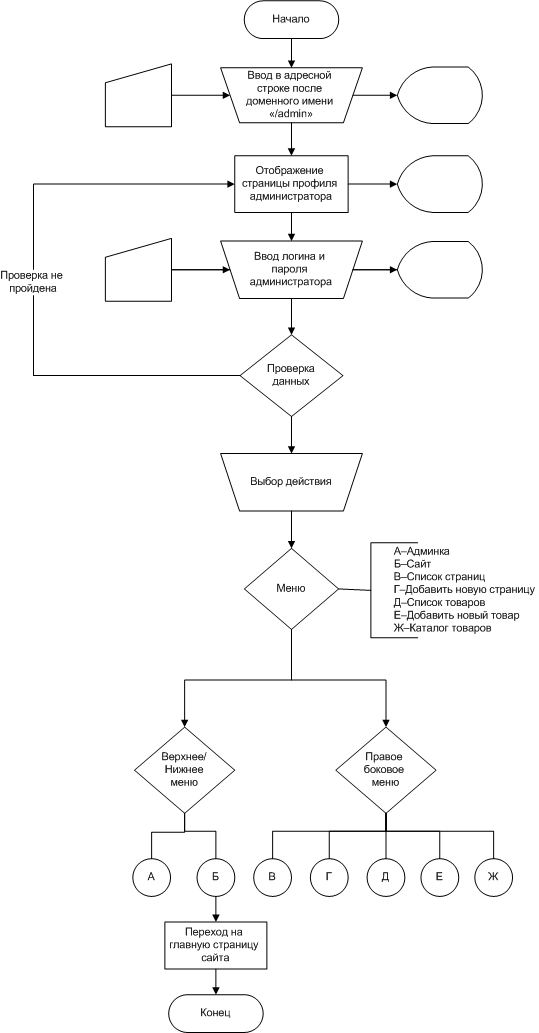 Начало
Ввод в адресной
строке после
доменного имени
«/admin»
Отображение
страницы профиля
администратора
Ввод логина и
пароля
администратора
Проверка не
пройдена
Проверка
данных
Выбор действия
Меню
А–Админка
Б–Сайт
В–Список страниц
Г–Добавить новую страницу
Д–Список товаров
Е–Добавить новый товар
Ж–Каталог товаров
Верхнее/
Нижнее
меню
Правое
боковое
меню
А
Б
В
Г
Д
Е
Ж
Переход на
главную страницу
сайта
Конец